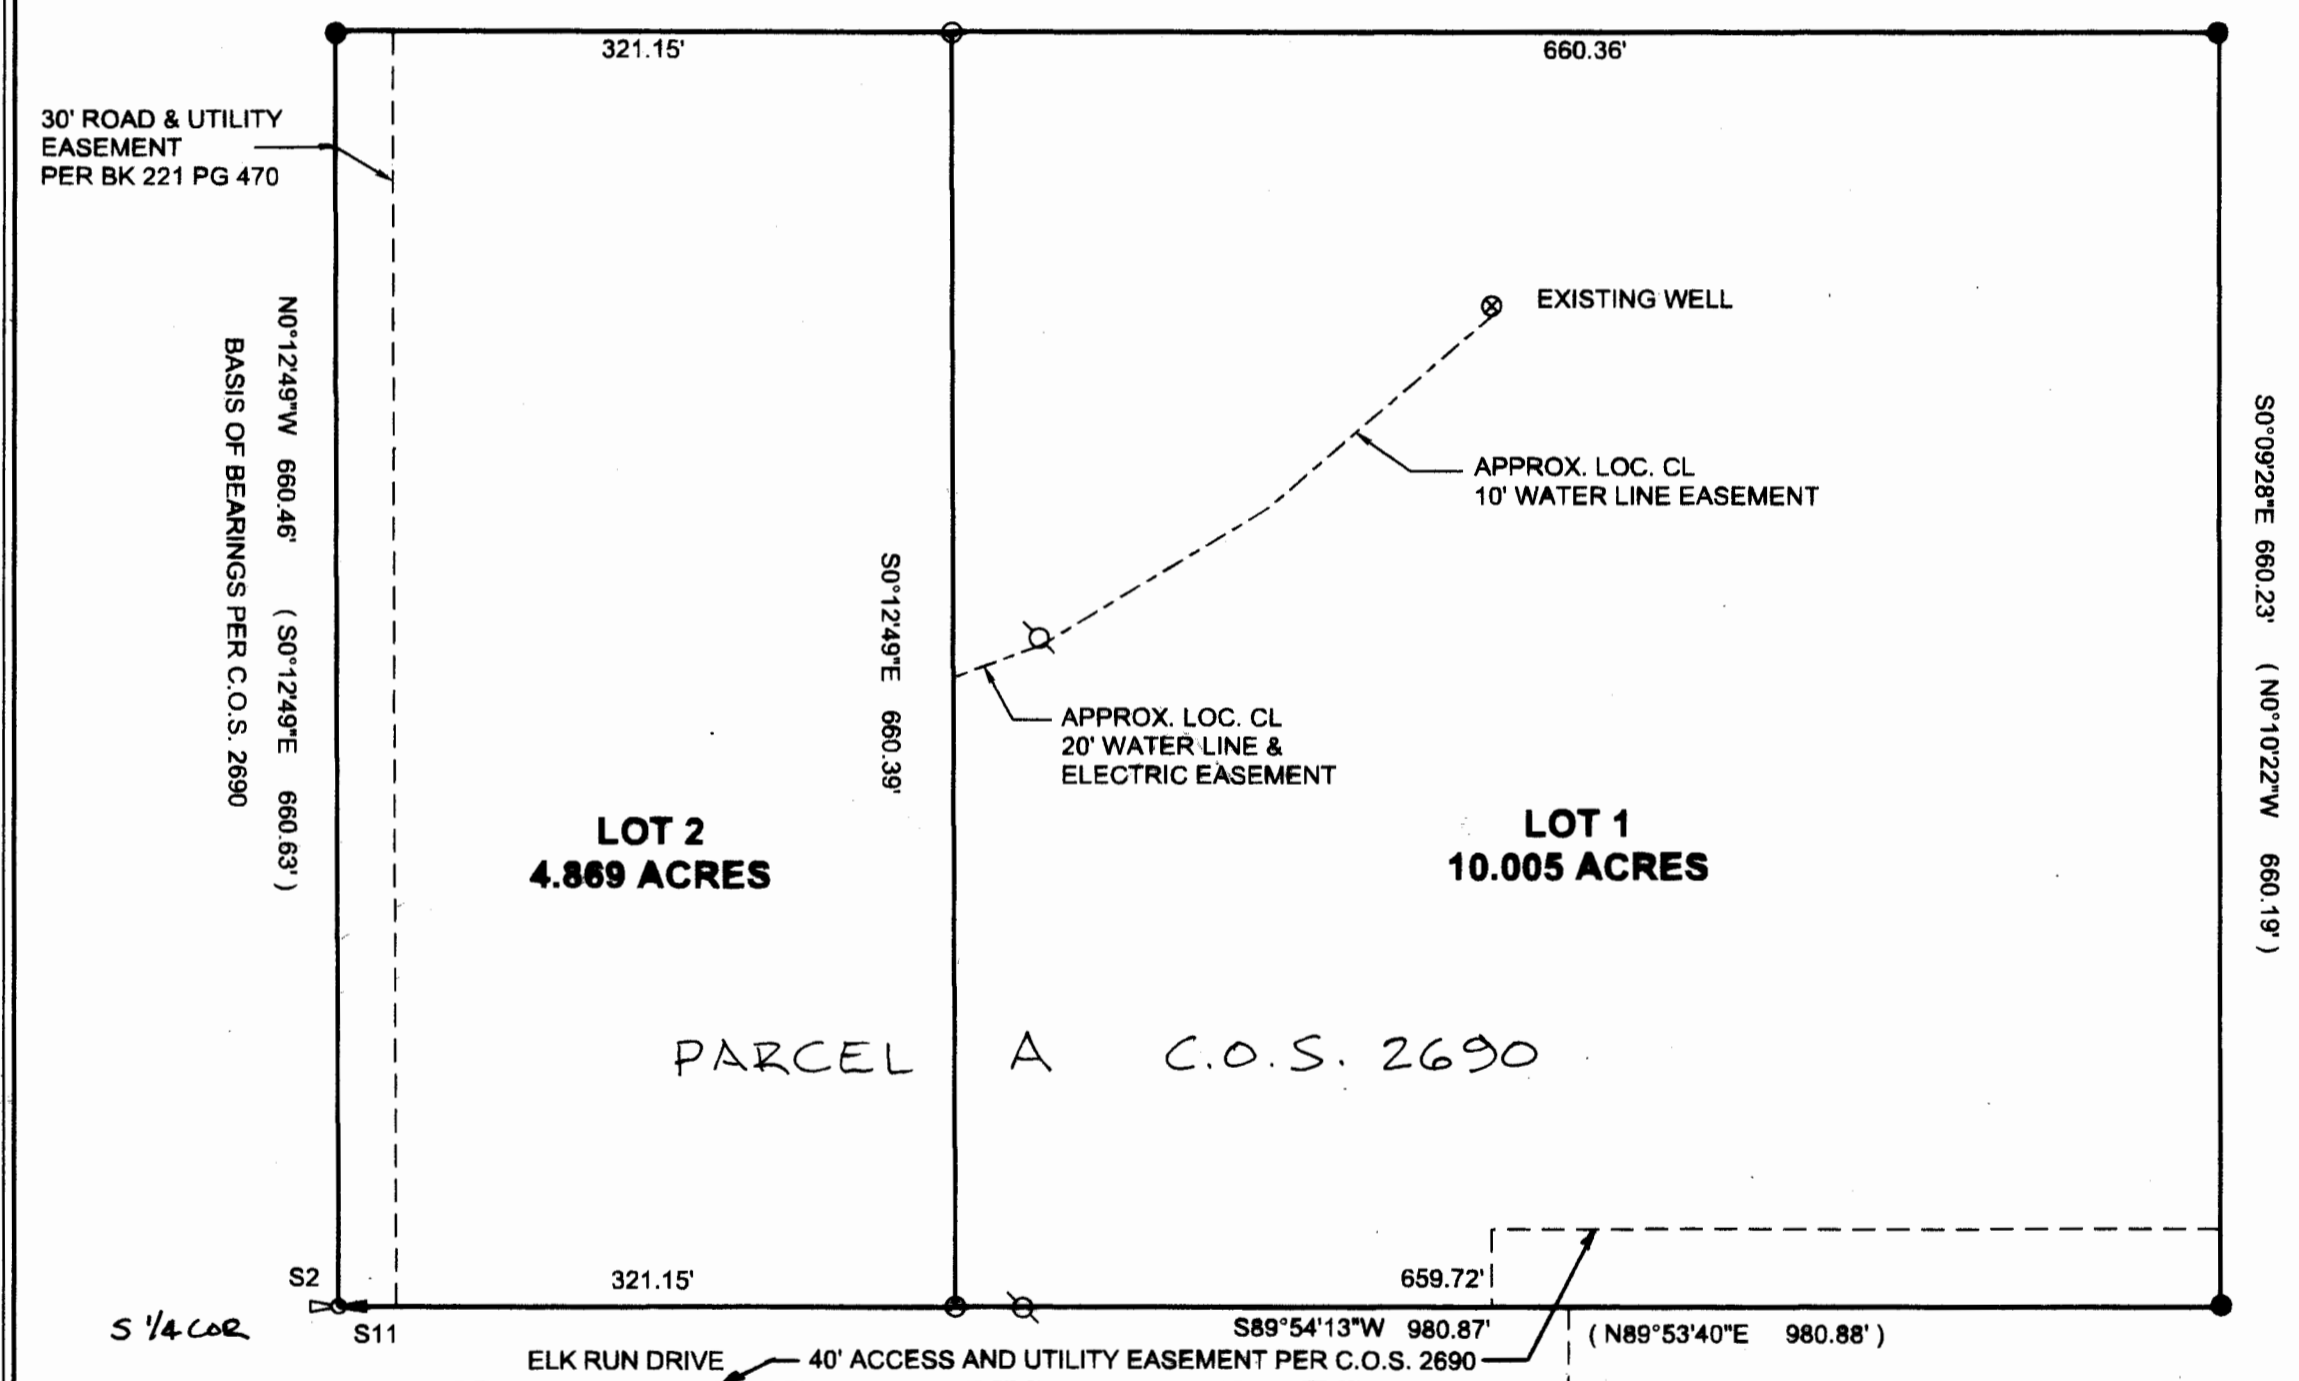 321.15'
660.36'
30' ROAD & UTILITY
EASEMENT
PER BK 221 PG 470
EXISTING WELL
N0°12'49"W 660.46' ( S0°12'49"E 660.63' )
BASIS OF BEARINGS PER C.O.S. 2690
S0°09'28"E 660.23' ( N0°10'22"W 660.19' )
APPROX. LOC. CL
10' WATER LINE EASEMENT
S0°12'49"E 660.39'
APPROX. LOC. CL
20' WATER LINE &
ELECTRIC EASEMENT
LOT 2
4.869 ACRES
LOT 1
10.005 ACRES
PARCEL A C.O.S. 2690
S2
321.15'
659.72'
S 1/4 COR
S11
S89°54'13"W 980.87'
( N89°53'40"E 980.88' )
ELK RUN DRIVE
40' ACCESS AND UTILITY EASEMENT PER C.O.S. 2690